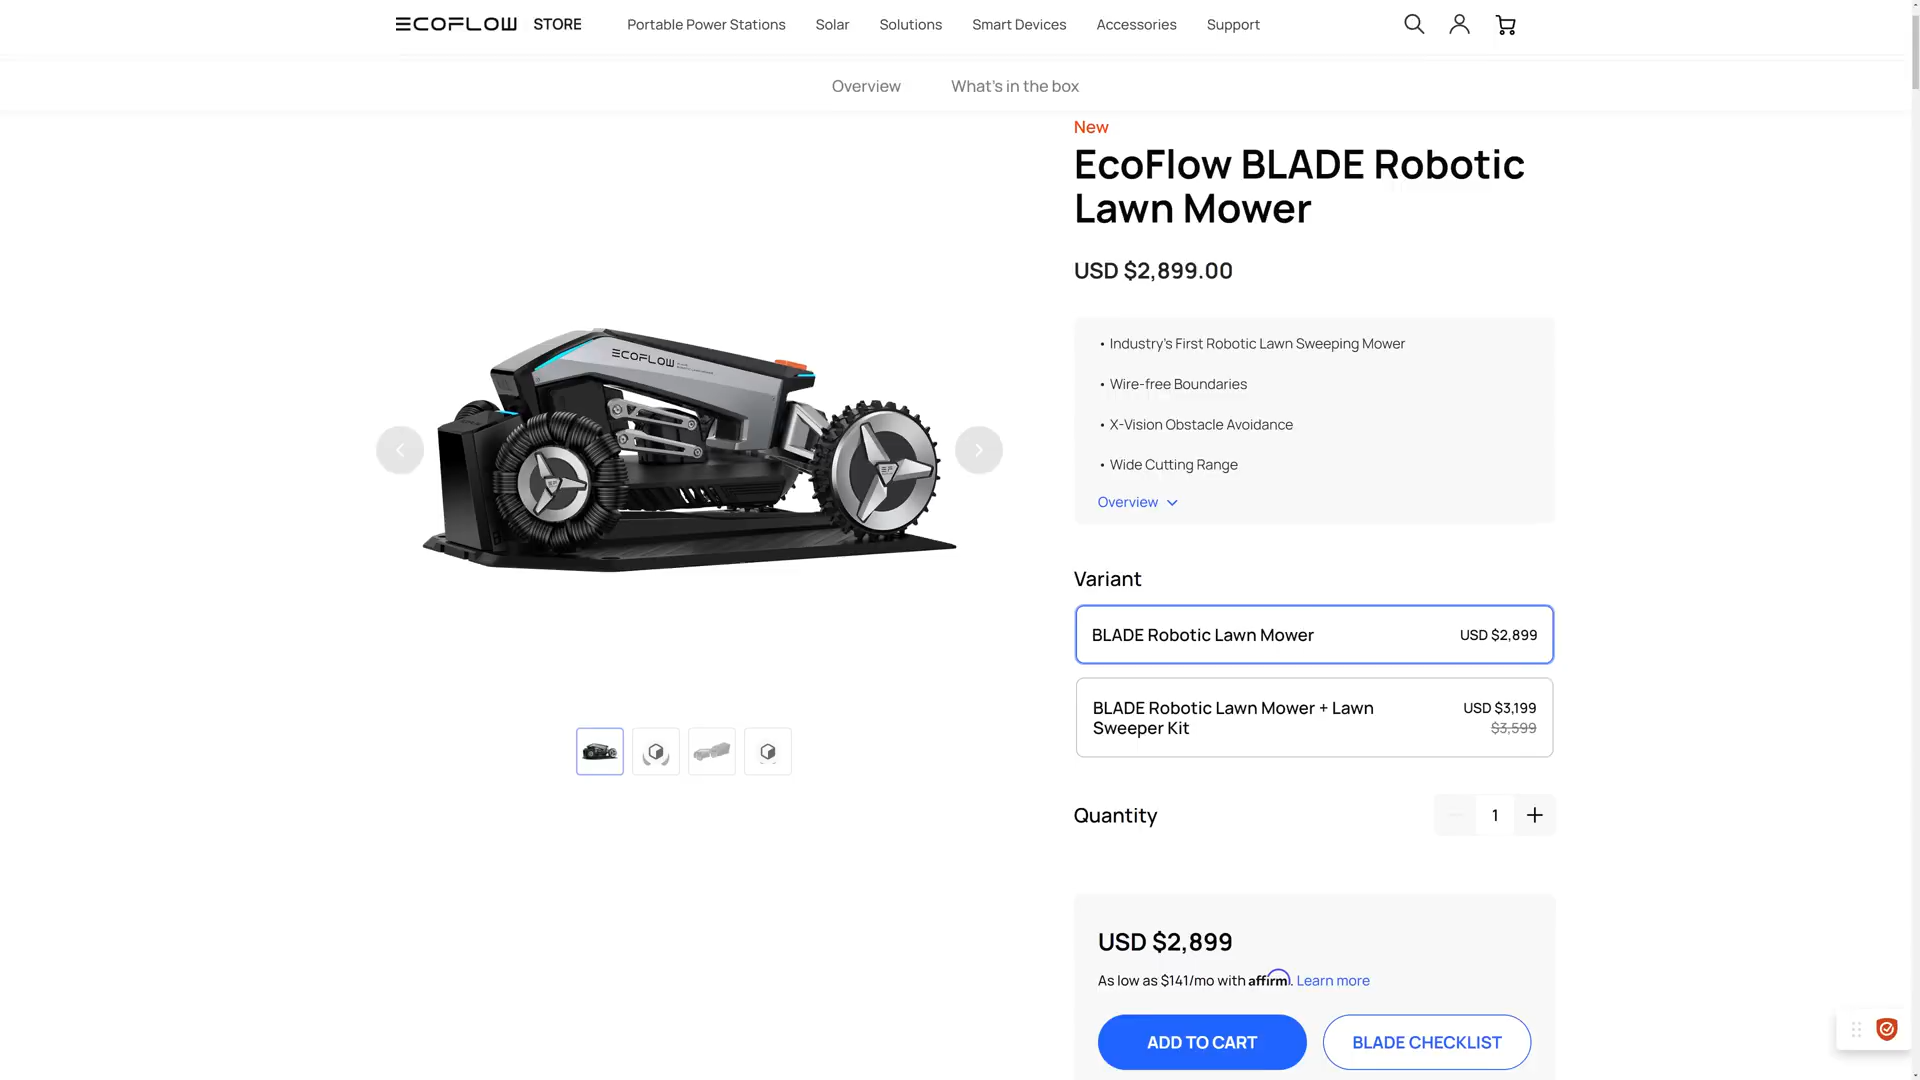 ECOFLOW STORE Portable Power Stations Solar Solutions Smart Devices Accessories Support
Overview What's in the box
New
EcoFlow BLADE Robotic
Lawn Mower
USD $2,899.00
• Industry's First Robotic Lawn Sweeping Mower
• Wire-free Boundaries
• X-Vision Obstacle Avoidance
• Wide Cutting Range
Overview
ECOFLOW
Variant
BLADE Robotic Lawn Mower USD $2,899
BLADE Robotic Lawn Mower + Lawn USD $3,199
Sweeper Kit $3,599
Quantity 1
USD $2,899
As low as $141/mo with affirm. Learn more
ADD TO CART BLADE CHECKLIST